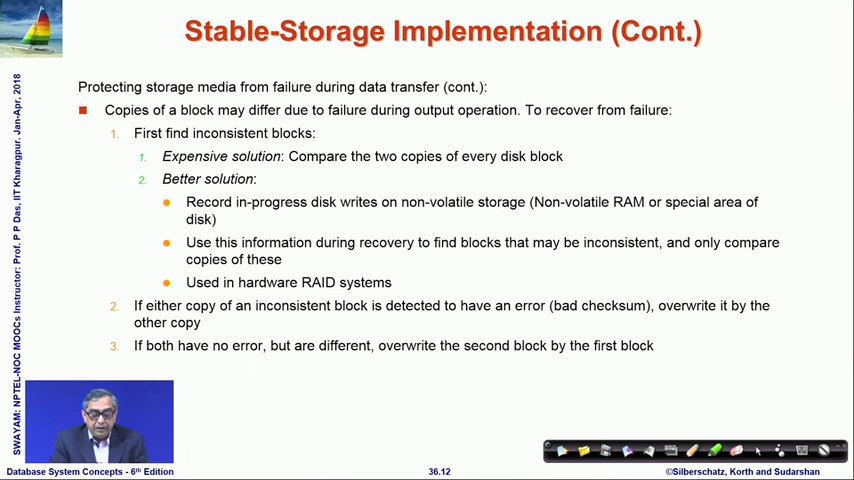 Stable-Storage Implementation (Cont.)
Protecting storage media from failure during data transfer (cont.):
Copies of a block may differ due to failure during output operation. To recover from failure:
1. First find inconsistent blocks:
1. Expensive solution: Compare the two copies of every disk block
2. Better solution:
Record in-progress disk writes on non-volatile storage (Non-volatile RAM or special area of
disk)
Use this information during recovery to find blocks that may be inconsistent, and only compare
copies of these
Used in hardware RAID systems
2. If either copy of an inconsistent block is detected to have an error (bad checksum), overwrite it by the
other copy
3. If both have no error, but are different, overwrite the second block by the first block
SWAYAM: NPTEL-NOC MOOCs Instructor: Prof. P P Das, IIT Kharagpur. Jan-Apr, 2018
Database System Concepts - 6th Edition
36.12
©Silberschatz, Korth and Sudarshan